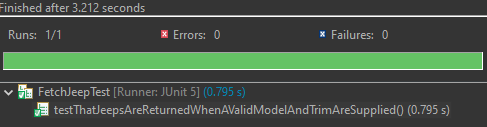 Finished after 3.212 seconds
Runs: 1/1 Errors: 0 Failures: 0
FetchJeepTest [Runner: JUnit 5] (0.795 s)
testThatJeepsAreReturnedWhenAValidModelAndTrimAreSupplied() (0.795 s)